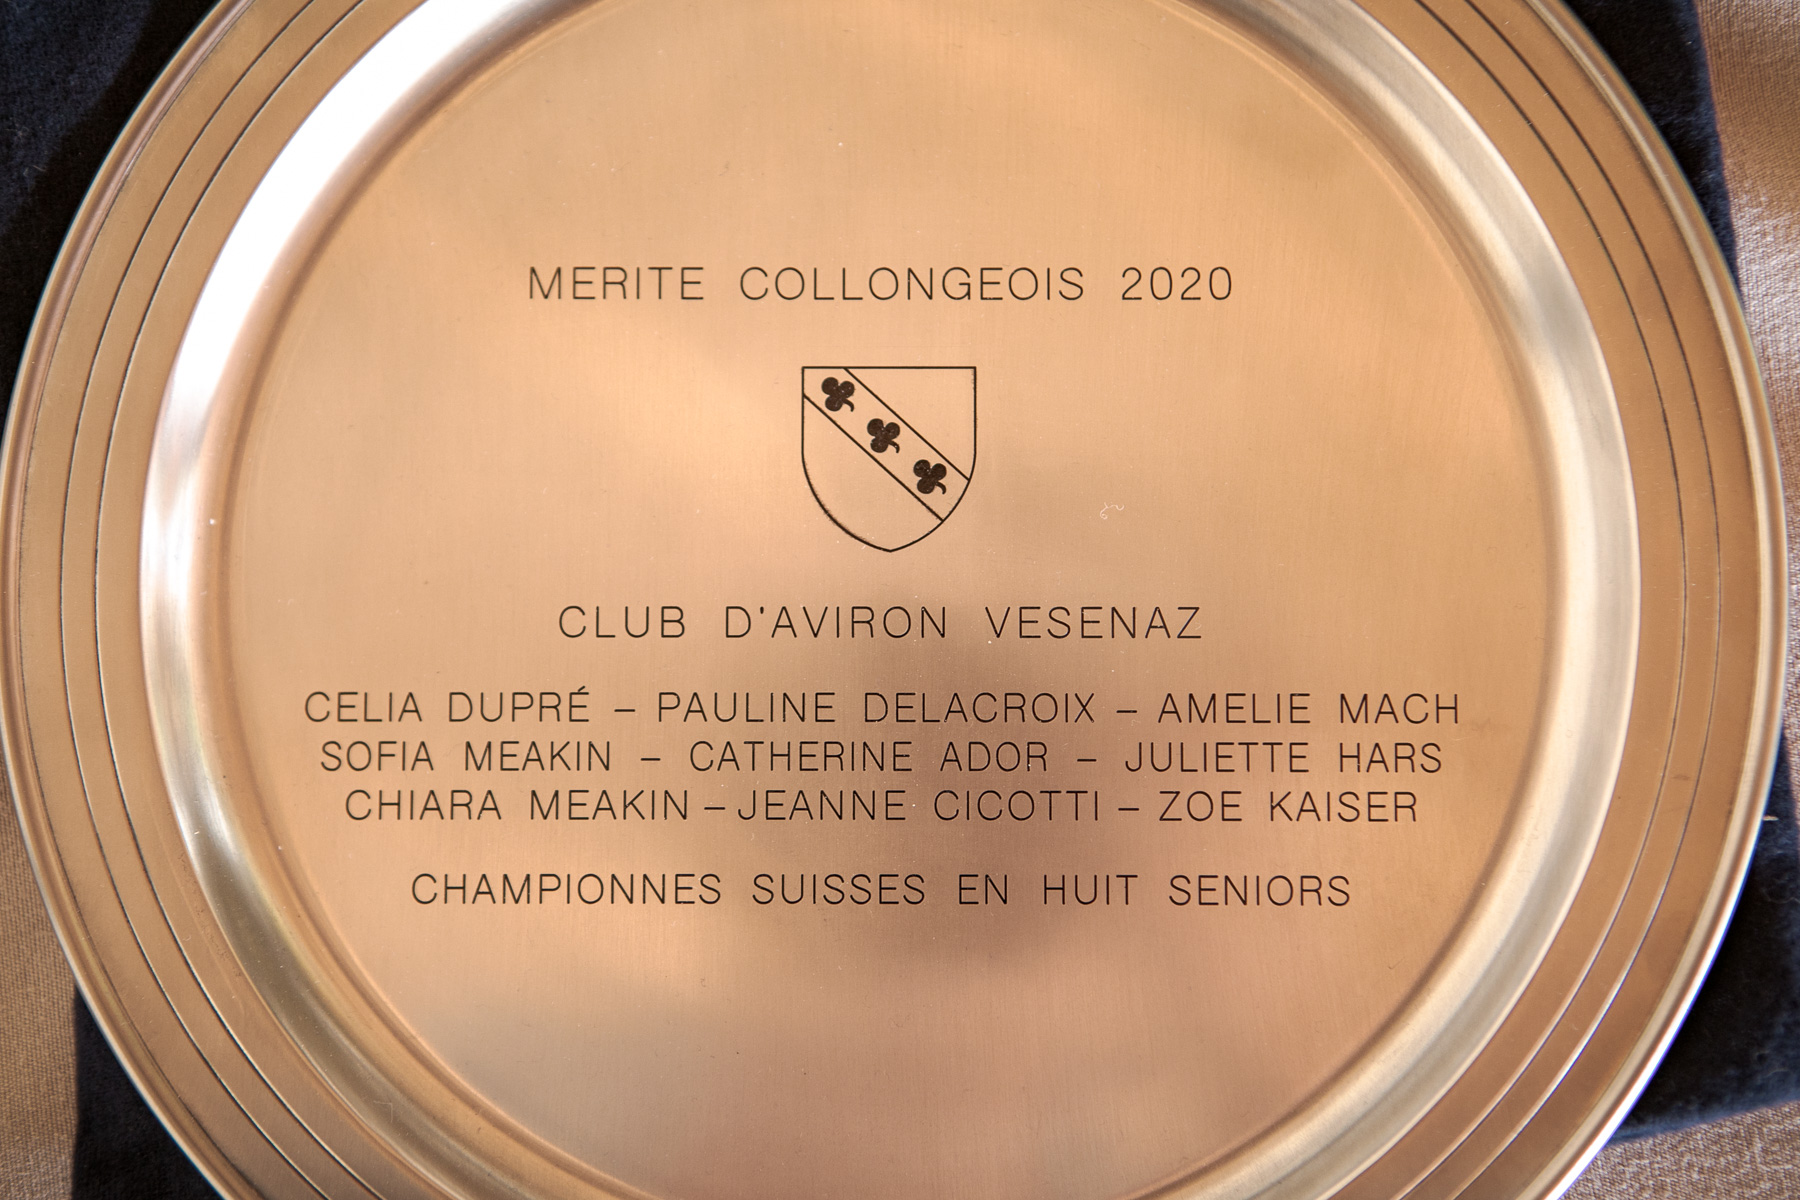 MERITE COLLONGEOIS 2020
CLUB D'AVIRON VESENAZ
CELIA DUPRÉ – PAULINE DELACROIX – AMELIE MACH
SOFIA MEAKIN – CATHERINE ADOR – JULIETTE HARS
CHIARA MEAKIN – JEANNE CICOTTI – ZOE KAISER
CHAMPIONNES SUISSES EN HUIT SENIORS